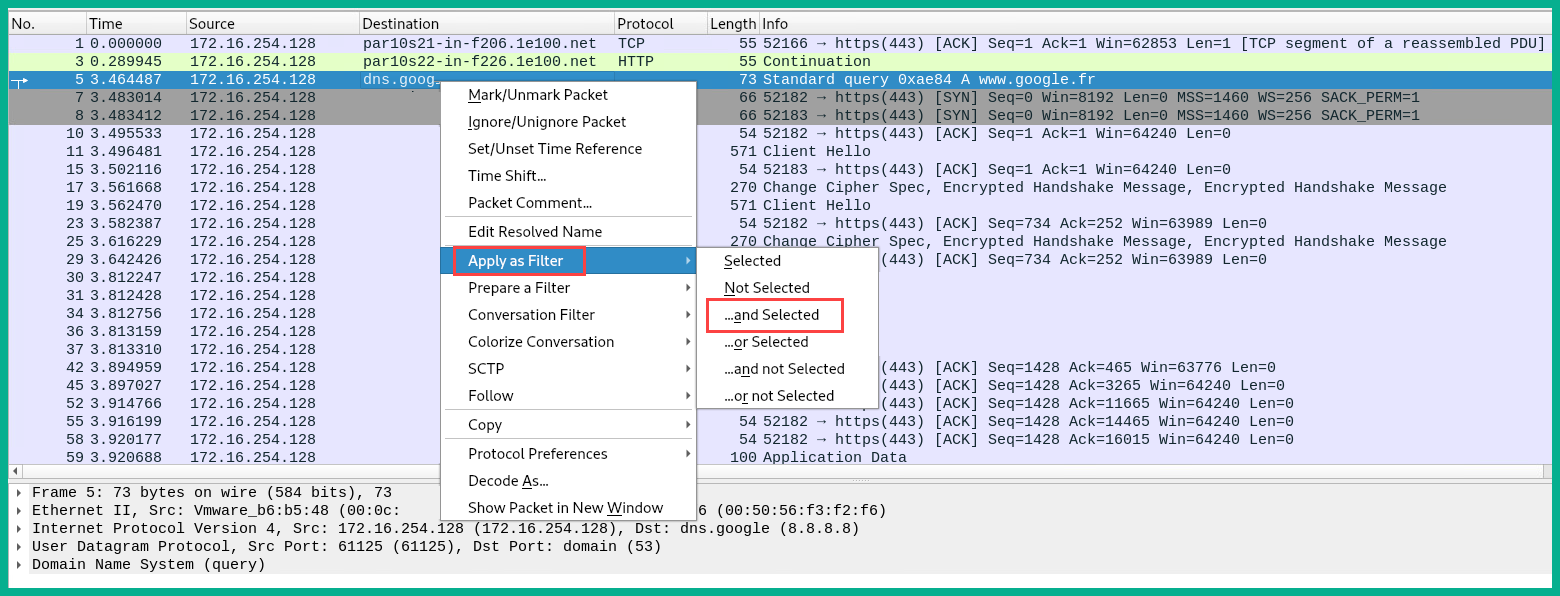 No. Time Source Destination Protocol Length Info
1 0.000000 172.16.254.128 par10s21-in-f206.1e100.net TCP 55 52166 → https(443) [ACK] Seq=1 Ack=1 Win=62853 Len=1 [TCP segment of a reassembled PDU]
3 0.289945 172.16.254.128 par10s22-in-f226.1e100.net HTTP 55 Continuation
5 3.464487 172.16.254.128 dns.goog 73 Standard query 0xae84 A www.google.fr
7 3.483014 172.16.254.128 66 52182 → https(443) [SYN] Seq=0 Win=8192 Len=0 MSS=1460 WS=256 SACK_PERM=1
8 3.483412 172.16.254.128 66 52183 → https(443) [SYN] Seq=0 Win=8192 Len=0 MSS=1460 WS=256 SACK_PERM=1
10 3.495533 172.16.254.128 54 52182 → https(443) [ACK] Seq=1 Ack=1 Win=64240 Len=0
11 3.496481 172.16.254.128 571 Client Hello
15 3.502116 172.16.254.128 54 52183 → https(443) [ACK] Seq=1 Ack=1 Win=64240 Len=0
17 3.561668 172.16.254.128 270 Change Cipher Spec, Encrypted Handshake Message, Encrypted Handshake Message
19 3.562470 172.16.254.128 571 Client Hello
23 3.582387 172.16.254.128 54 52182 → https(443) [ACK] Seq=734 Ack=252 Win=63989 Len=0
25 3.616229 172.16.254.128 270 Change Cipher Spec, Encrypted Handshake Message, Encrypted Handshake Message
29 3.642426 172.16.254.128 (443) [ACK] Seq=734 Ack=252 Win=63989 Len=0
30 3.812247 172.16.254.128
31 3.812428 172.16.254.128
34 3.812756 172.16.254.128
36 3.813159 172.16.254.128
37 3.813310 172.16.254.128
42 3.894959 172.16.254.128 (443) [ACK] Seq=1428 Ack=465 Win=63776 Len=0
45 3.897027 172.16.254.128 (443) [ACK] Seq=1428 Ack=3265 Win=64240 Len=0
52 3.914766 172.16.254.128 (443) [ACK] Seq=1428 Ack=11665 Win=64240 Len=0
55 3.916199 172.16.254.128 54 52182 → https(443) [ACK] Seq=1428 Ack=14465 Win=64240 Len=0
58 3.920177 172.16.254.128 54 52182 → https(443) [ACK] Seq=1428 Ack=16015 Win=64240 Len=0
59 3.920688 172.16.254.128 100 Application Data
Mark/Unmark Packet
Ignore/Unignore Packet
Set/Unset Time Reference
Time Shift...
Packet Comment...
Edit Resolved Name
Apply as Filter
Prepare a Filter
Conversation Filter
Colorize Conversation
SCTP
Follow
Copy
Protocol Preferences
Decode As...
Show Packet in New Window
Selected
Not Selected
...and Selected
...or Selected
...and not Selected
...or not Selected
Frame 5: 73 bytes on wire (584 bits), 73
Ethernet II, Src: Vmware_b6:b5:48 (00:0c: 6 (00:50:56:f3:f2:f6)
Internet Protocol Version 4, Src: 172.16.254.128 (172.16.254.128), Dst: dns.google (8.8.8.8)
User Datagram Protocol, Src Port: 61125 (61125), Dst Port: domain (53)
Domain Name System (query)